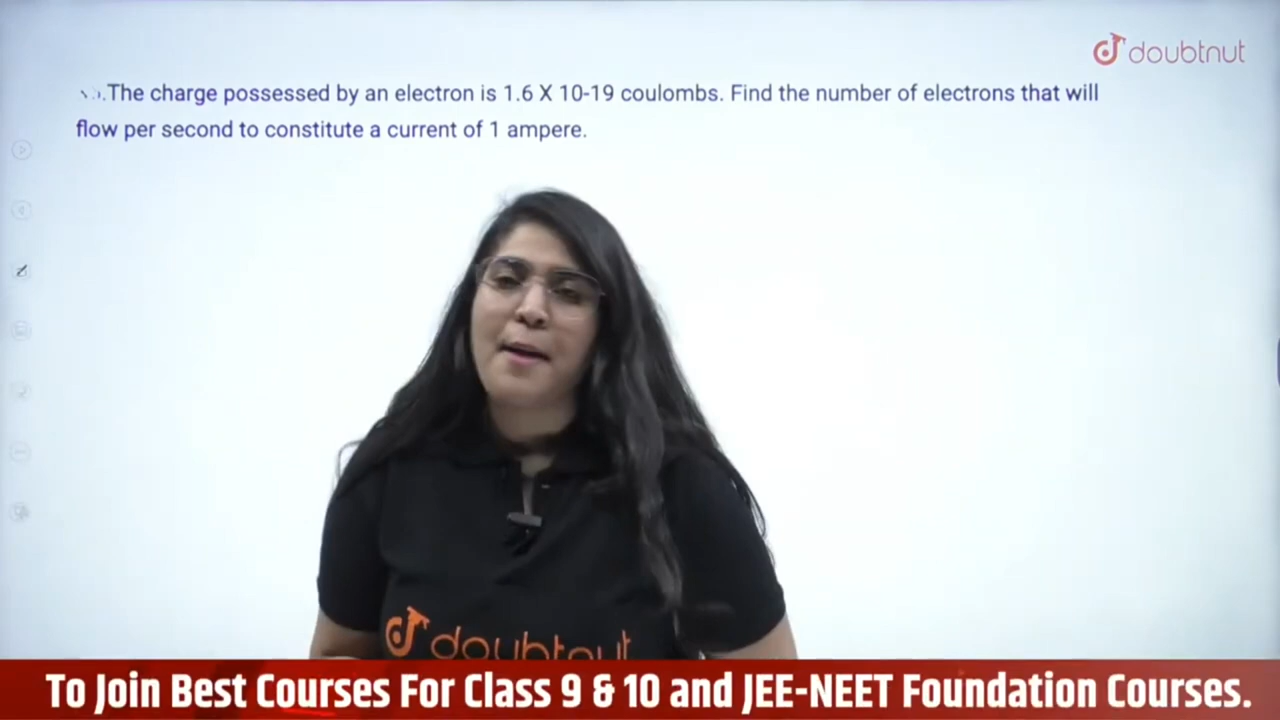 doubtnut
.The charge possessed by an electron is 1.6 X 10-19 coulombs. Find the number of electrons that will
flow per second to constitute a current of 1 ampere.
doubtnut
To Join Best Courses For Class 9 & 10 and JEE-NEET Foundation Courses.